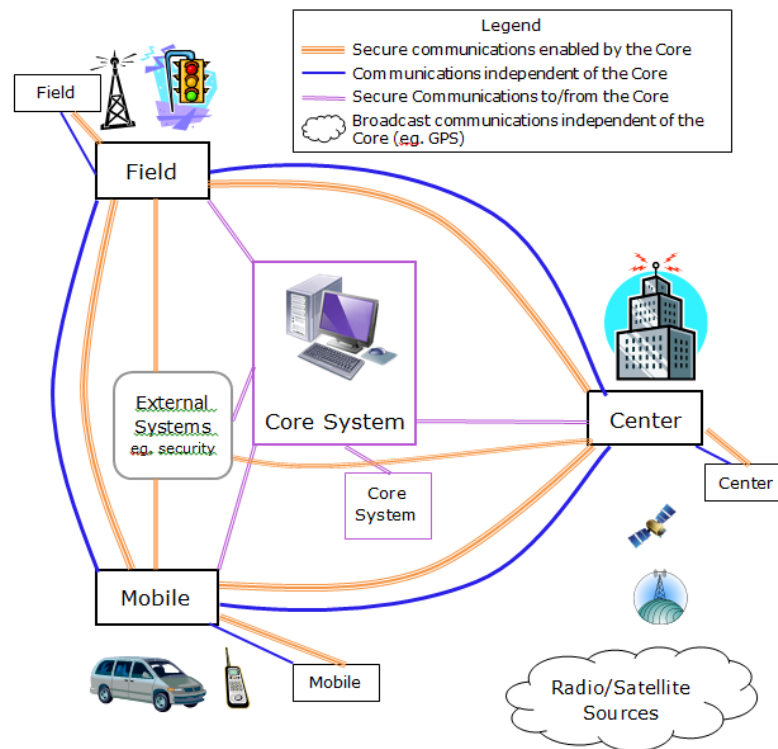 Legend
Secure communications enabled by the Core
Communications independent of the Core
Secure Communications to/from the Core
Broadcast communications independent of the
Core (eg. GPS)
Field
Field
External
Systems
eg. security
Core System
Center
Core
System
Center
Mobile
Mobile
Radio/Satellite
Sources